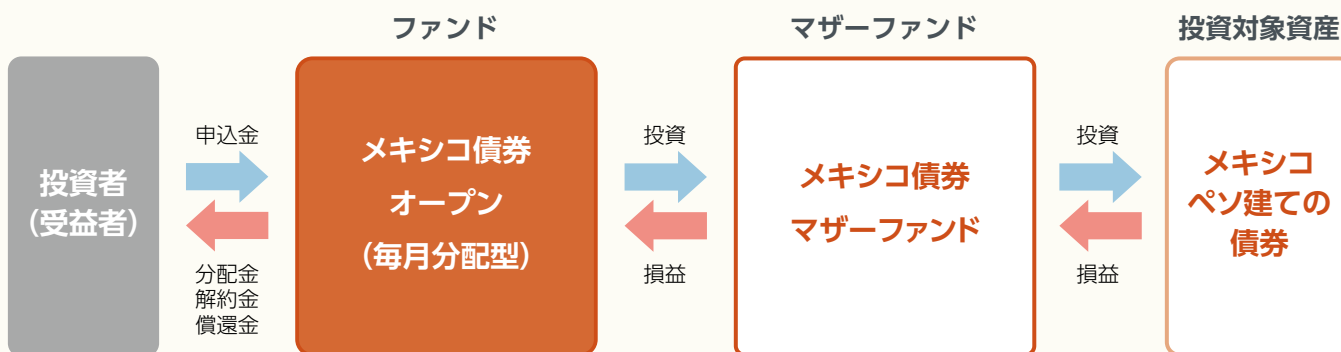 ファンド
マザーファンド
投資対象資産
投資者
(受益者)
申込金
分配金
解約金
償還金
メキシコ債券
オープン
(毎月分配型)
投資
損益
メキシコ債券
マザーファンド
投資
損益
メキシコ
ペソ建ての
債券